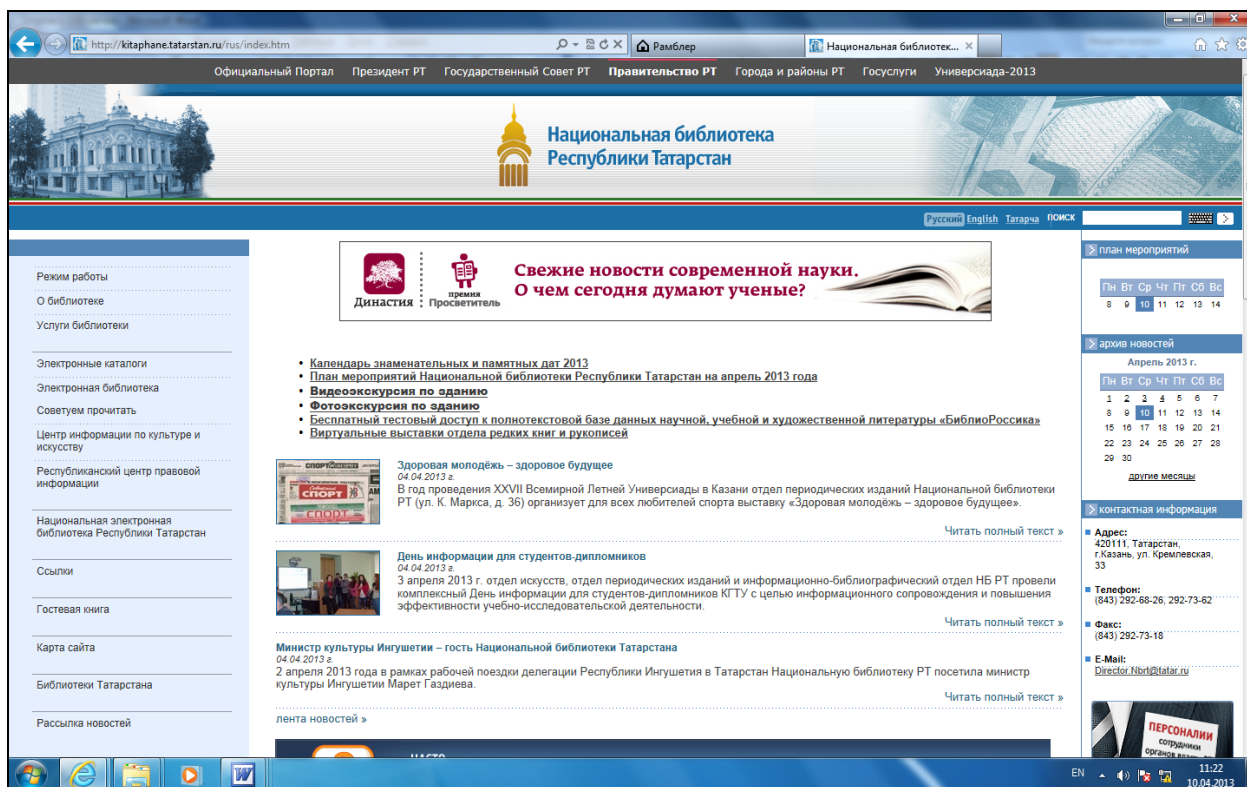 http://kitaphane.tatarstan.ru/rus/index.htm
Рамблер
Национальная библиотек...
Официальный Портал Президент РТ Государственный Совет РТ Правительство РТ Города и районы РТ Госуслуги Универсиада-2013
Национальная библиотека
Республики Татарстан
Русский English Татарча ПОИСК
Режим работы
О библиотеке
Услуги библиотеки
Электронные каталоги
Электронная библиотека
Советуем прочитать
Центр информации по культуре и
искусству
Республиканский центр правовой
информации
Национальная электронная
библиотека Республики Татарстан
Ссылки
Гостевая книга
Карта сайта
Библиотеки Татарстана
Рассылка новостей
Династия
премия
Просветитель
Свежие новости современной науки.
О чем сегодня думают ученые?
Календарь знаменательных и памятных дат 2013
План мероприятий Национальной библиотеки Республики Татарстан на апрель 2013 года
Видеоэкскурсия по зданию
Фотоэкскурсия по зданию
Бесплатный тестовый доступ к полнотекстовой базе данных научной, учебной и художественной литературы «БиблиоРоссика»
Виртуальные выставки отдела редких книг и рукописей
СПОРТ
СПОРТ
Здоровая молодёжь – здоровое будущее
04.04.2013 г.
В год проведения XXVII Всемирной Летней Универсиады в Казани отдел периодических изданий Национальной библиотеки
РТ (ул. К. Маркса, д. 36) организует для всех любителей спорта выставку «Здоровая молодёжь – здоровое будущее».
Читать полный текст »
День информации для студентов-дипломников
04.04.2013 г.
3 апреля 2013 г. отдел искусств, отдел периодических изданий и информационно-библиографический отдел НБ РТ провели
комплексный День информации для студентов-дипломников КГТУ с целью информационного сопровождения и повышения
эффективности учебно-исследовательской деятельности.
Читать полный текст »
Министр культуры Ингушетии – гость Национальной библиотеки Татарстана
04.04.2013 г.
2 апреля 2013 года в рамках рабочей поездки делегации Республики Ингушетия в Татарстан Национальную библиотеку РТ посетила министр
культуры Ингушетии Марет Газдиева.
Читать полный текст »
лента новостей »
план мероприятий
Пн Вт Ср Чт Пт Сб Вс
8 9 10 11 12 13 14
архив новостей
Апрель 2013 г.
Пн Вт Ср Чт Пт Сб Вс
1 2 3 4 5 6 7
8 9 10 11 12 13 14
15 16 17 18 19 20 21
22 23 24 25 26 27 28
29 30
другие месяцы
контактная информация
Адрес:
420111, Татарстан,
г.Казань, ул. Кремлевская,
33
Телефон:
(843) 292-68-26, 292-73-62
Факс:
(843) 292-73-18
E-Mail:
Director.Nbrt@tatar.ru
ПЕРСОНАЛИИ
сотрудники
органов
EN
11:22
10.04.2013